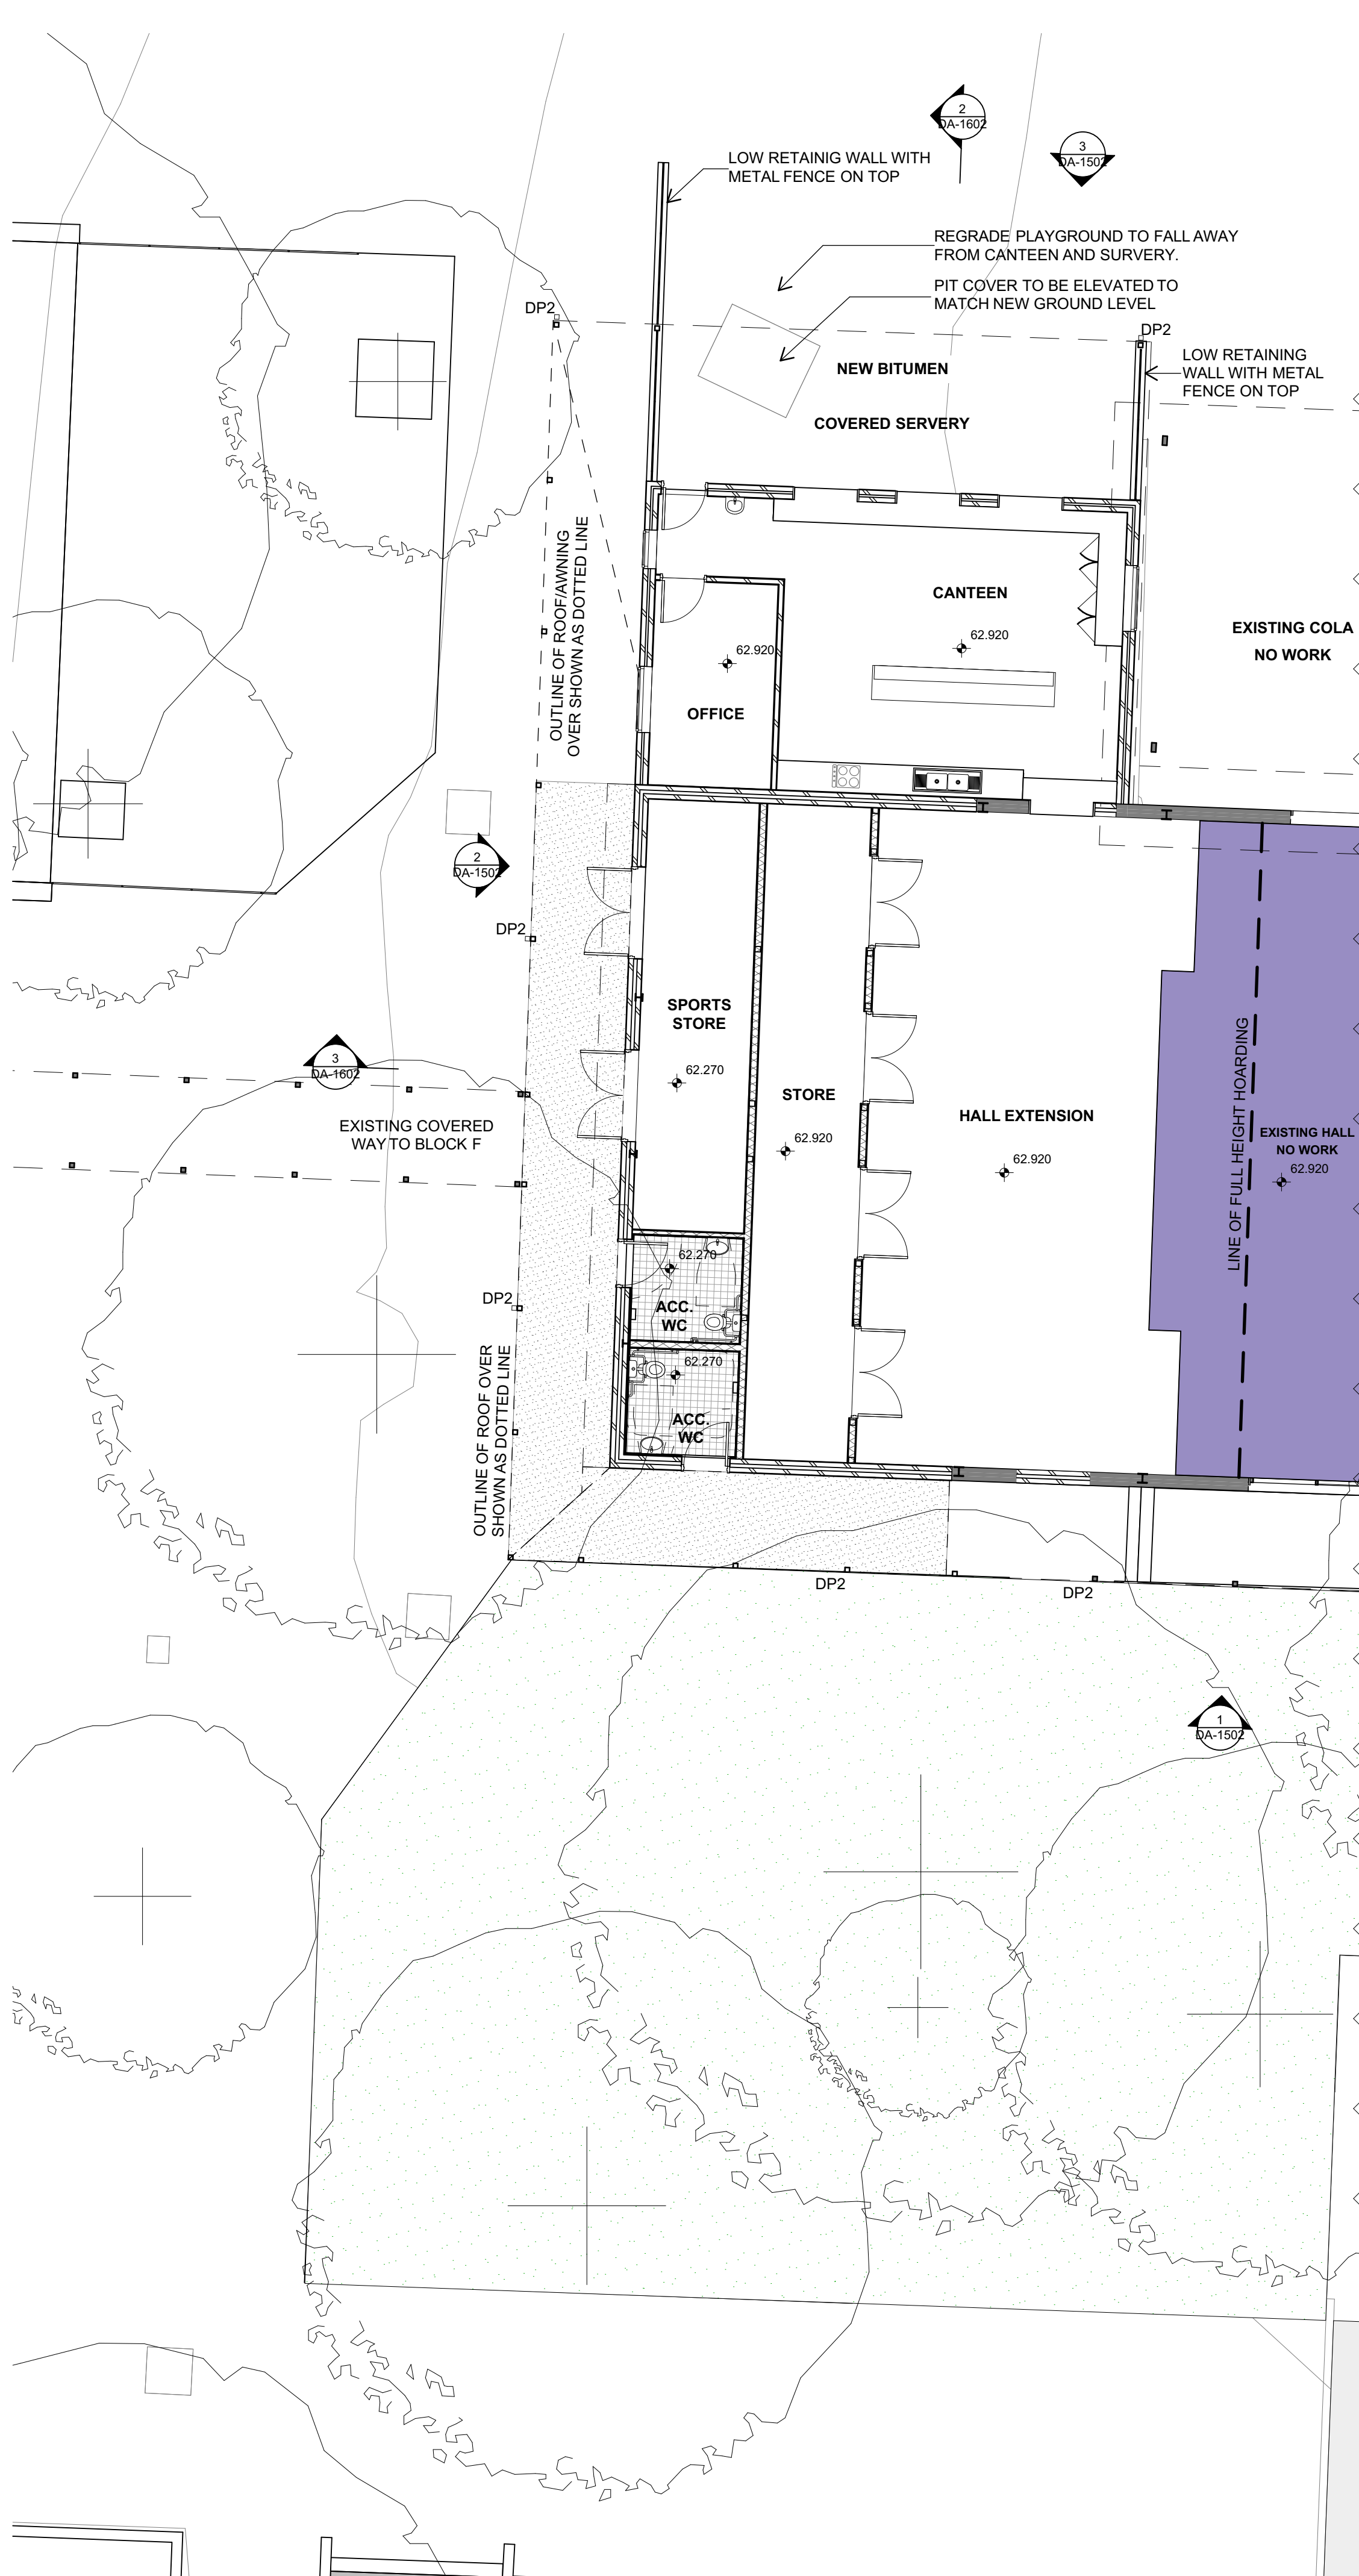 2
DA-1602
3
DA-1502
LOW RETAINIG WALL WITH
METAL FENCE ON TOP
REGRADE PLAYGROUND TO FALL AWAY
FROM CANTEEN AND SURVERY.
PIT COVER TO BE ELEVATED TO
MATCH NEW GROUND LEVEL
DP2
DP2
LOW RETAINING
WALL WITH METAL
FENCE ON TOP
NEW BITUMEN
COVERED SERVERY
OUTLINE OF ROOF/AWNING
OVER SHOWN AS DOTTED LINE
CANTEEN
62.920
62.920
OFFICE
EXISTING COLA
NO WORK
2
DA-1502
DP2
SPORTS
STORE
62.270
STORE
62.920
HALL EXTENSION
62.920
LINE OF FULL HEIGHT HOARDING
EXISTING HALL
NO WORK
62.920
3
DA-1602
EXISTING COVERED
WAY TO BLOCK F
62.270
ACC.
WC
DP2
62.270
ACC.
WC
OUTLINE OF ROOF OVER
SHOWN AS DOTTED LINE
DP2
DP2
1
DA-1502